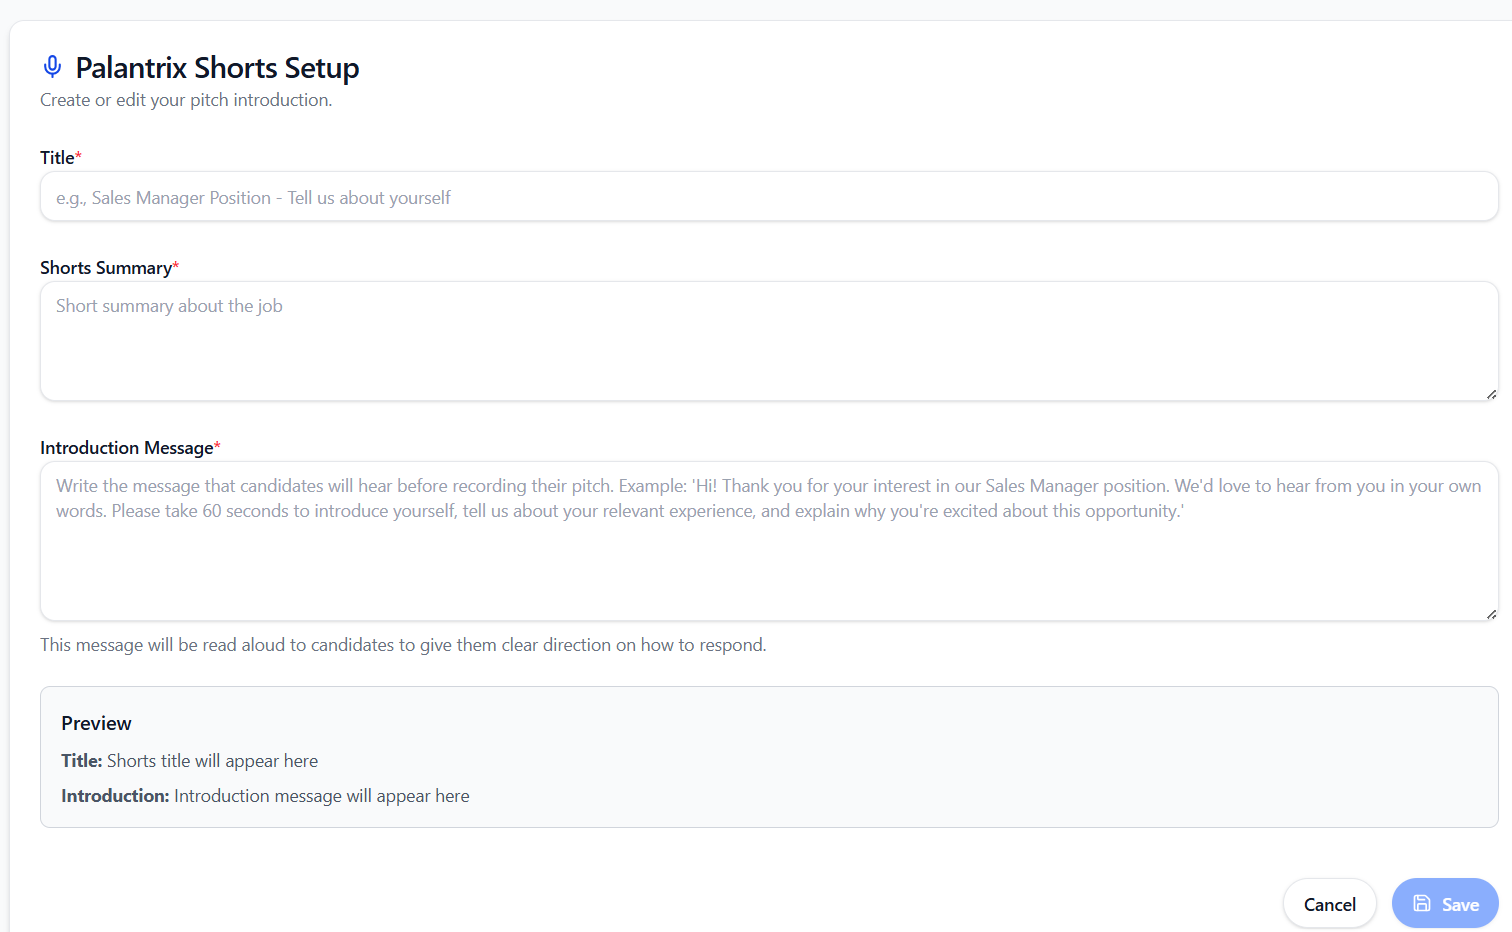 Palantrix Shorts Setup
Create or edit your pitch introduction.
Title*
e.g., Sales Manager Position - Tell us about yourself
Shorts Summary*
Short summary about the job
Introduction Message*
Write the message that candidates will hear before recording their pitch. Example: 'Hi! Thank you for your interest in our Sales Manager position. We'd love to hear from you in your own
words. Please take 60 seconds to introduce yourself, tell us about your relevant experience, and explain why you're excited about this opportunity.'
This message will be read aloud to candidates to give them clear direction on how to respond.
Preview
Title: Shorts title will appear here
Introduction: Introduction message will appear here
Cancel
Save